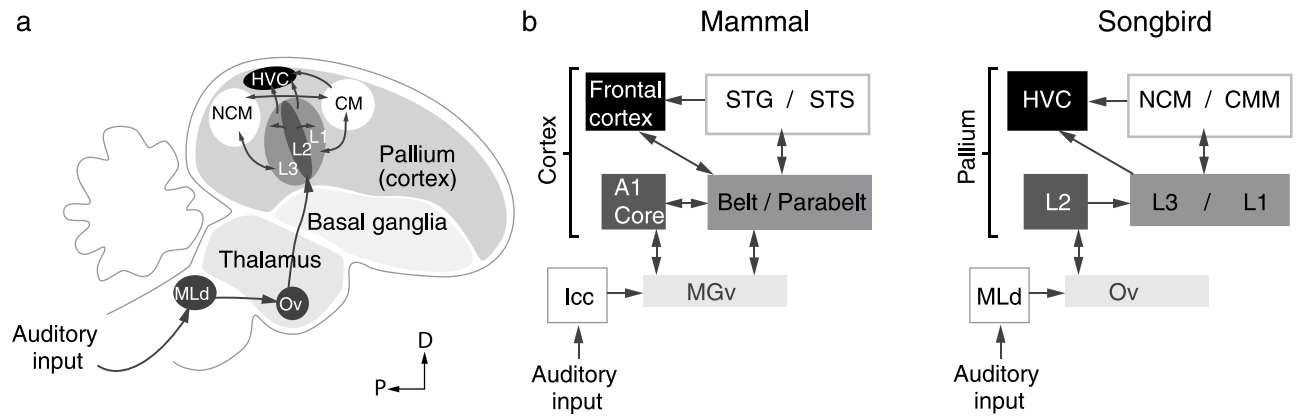 a
HVC
NCM
CM
L1
L2
L3
Pallium
(cortex)
Basal ganglia
Thalamus
MLd
Ov
Auditory
input
D
P
b
Mammal
Cortex
Frontal
cortex
STG / STS
A1
Core
Belt / Parabelt
Icc
MGv
Auditory
input
Songbird
Pallium
HVC
NCM / CMM
L2
L3 / L1
MLd
Ov
Auditory
input